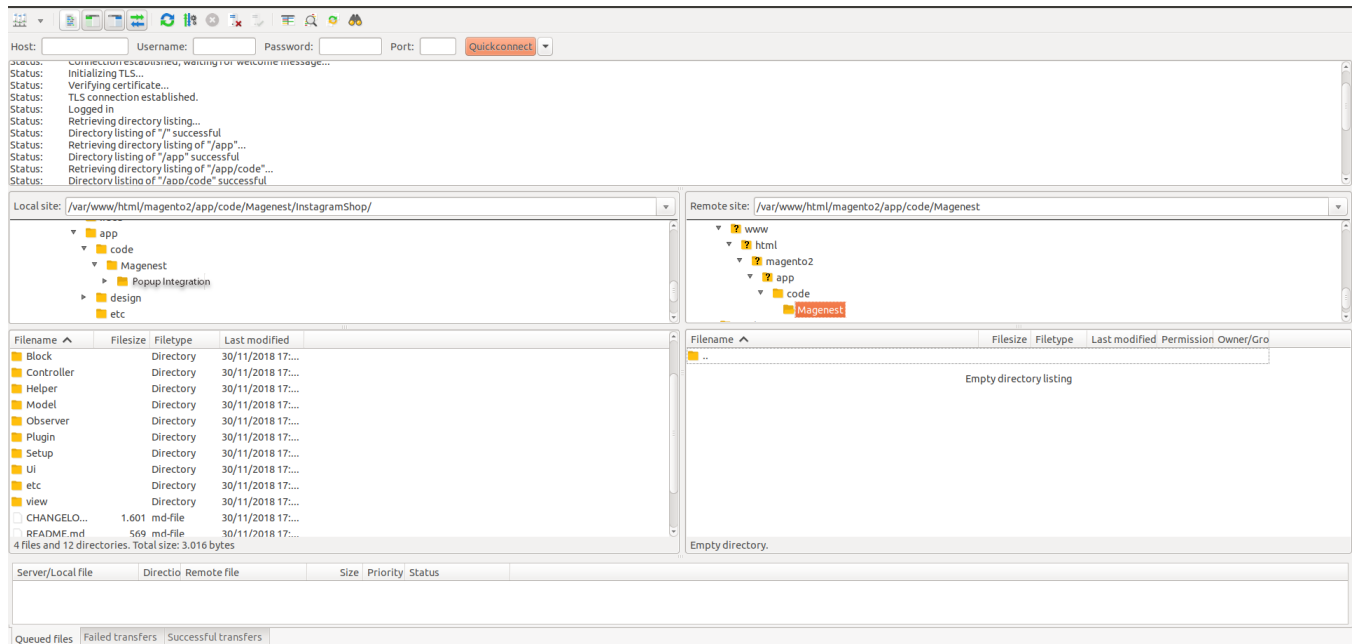 Host: Username: Password: Port: Quickconnect
Status: Connection established, waiting for welcome message...
Status: Initializing TLS...
Status: Verifying certificate...
Status: TLS connection established.
Status: Logged in
Status: Retrieving directory listing...
Status: Directory listing of "/" successful
Status: Retrieving directory listing of "/app"...
Status: Directory listing of "/app" successful
Status: Retrieving directory listing of "/app/code"...
Status: Directory listing of "/app/code" successful
Local site: /var/www/html/magento2/app/code/Magenest/InstagramShop/
app
code
Magenest
Popup Integration
design
etc
Remote site: /var/www/html/magento2/app/code/Magenest
? www
? html
? magento2
? app
code
Magenest
Filename Filesize Filetype Last modified
Block Directory 30/11/2018 17:...
Controller Directory 30/11/2018 17:...
Helper Directory 30/11/2018 17:...
Model Directory 30/11/2018 17:...
Observer Directory 30/11/2018 17:...
Plugin Directory 30/11/2018 17:...
Setup Directory 30/11/2018 17:...
Ui Directory 30/11/2018 17:...
etc Directory 30/11/2018 17:...
view Directory 30/11/2018 17:...
CHANGELO... 1.601 md-file 30/11/2018 17:...
README.md 569 md-file 30/11/2018 17:...
4 files and 12 directories. Total size: 3.016 bytes
Filename Filesize Filetype Last modified Permission Owner/Gro
..
Empty directory listing
Empty directory.
Server/Local file Directio Remote file Size Priority Status
Queued files Failed transfers Successful transfers